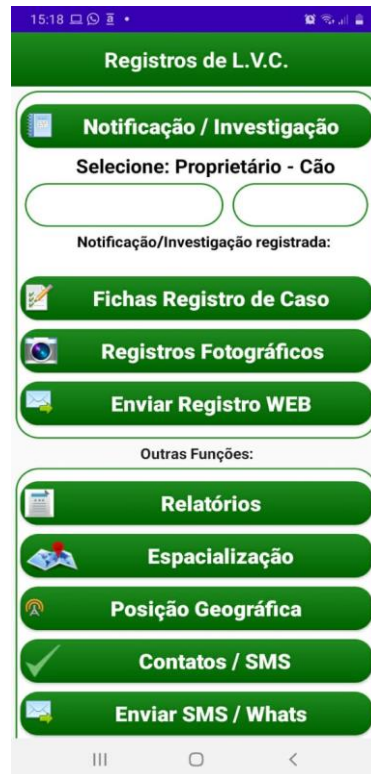 15:18
Registros de L.V.C.
Notificação / Investigação
Selecione: Proprietário - Cão
Notificação/Investigação registrada:
Fichas Registro de Caso
Registros Fotográficos
Enviar Registro WEB
Outras Funções:
Relatórios
Espacialização
Posição Geográfica
Contatos / SMS
Enviar SMS / Whats